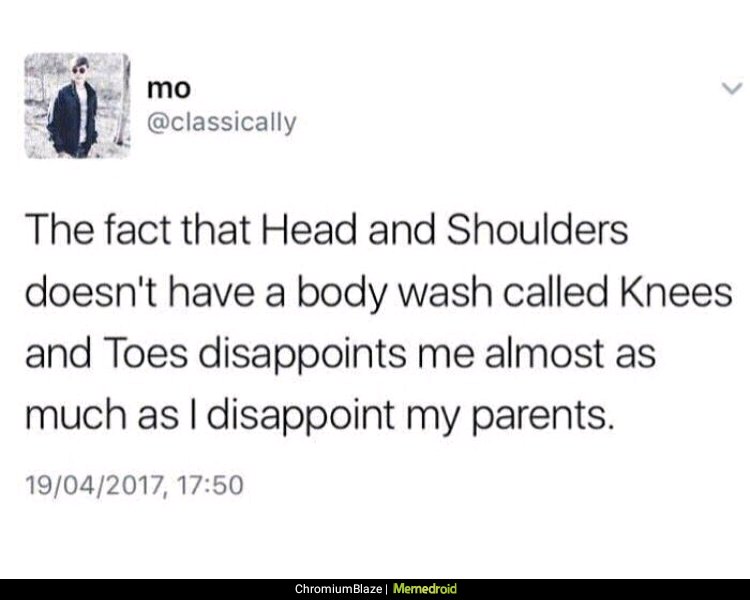 mo
@classically
The fact that Head and Shoulders
doesn't have a body wash called Knees
and Toes disappoints me almost as
much as I disappoint my parents.
19/04/2017, 17:50
ChromiumBlaze | Memedroid